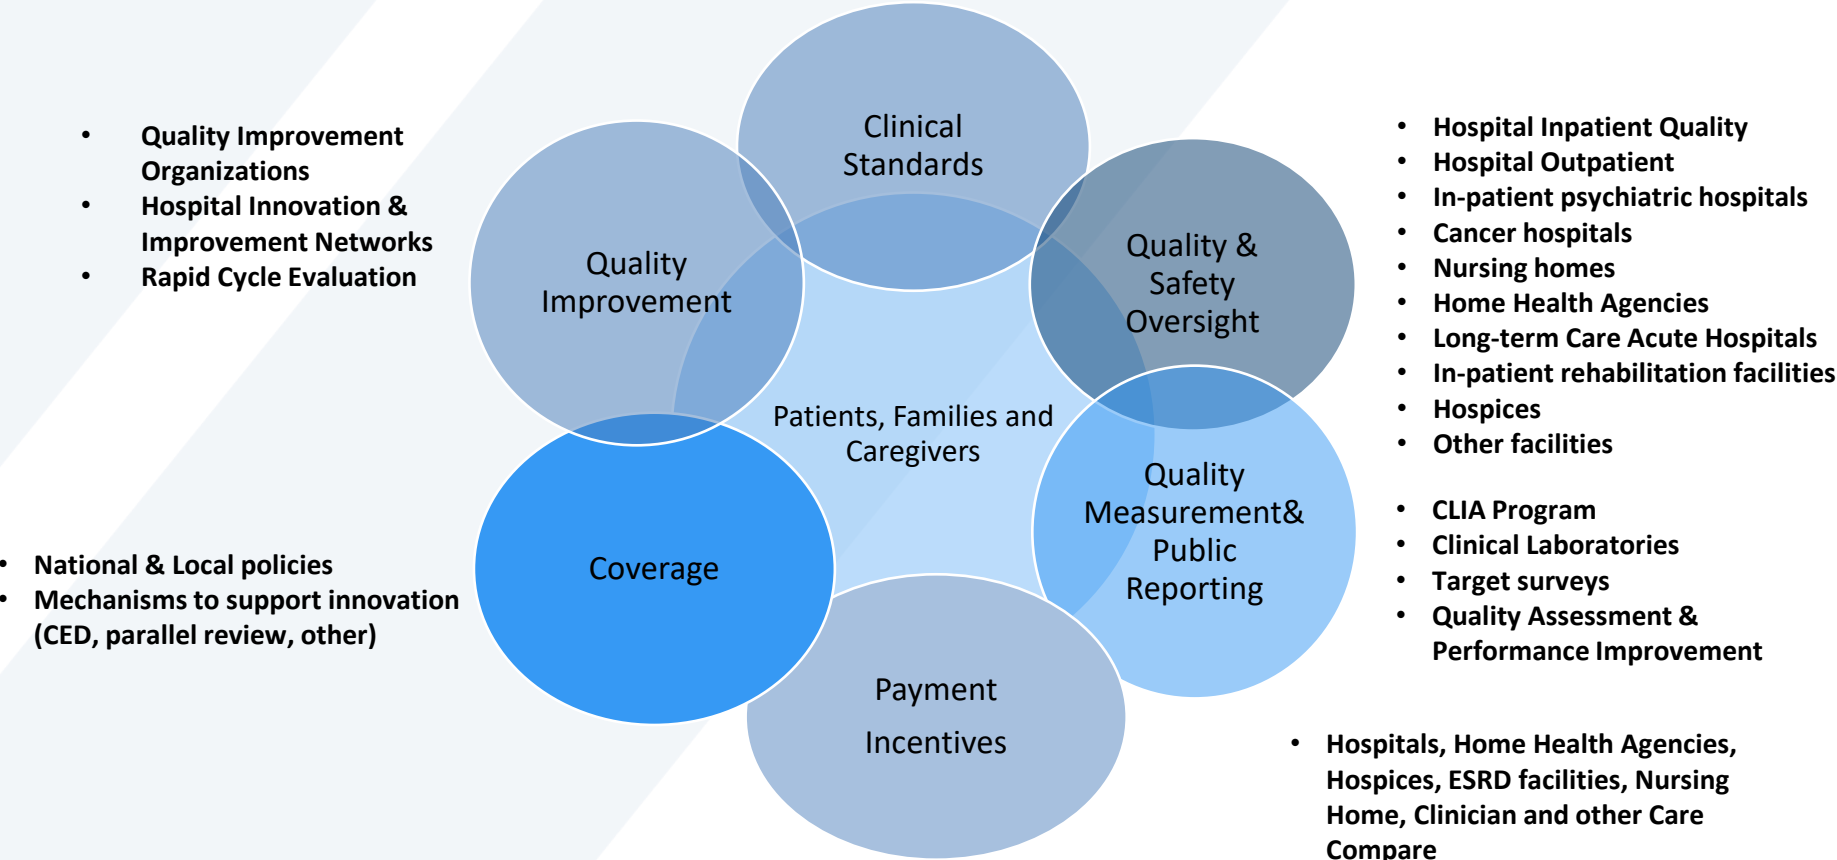 Clinical
Standards
• Quality Improvement
Organizations
• Hospital Innovation &
Improvement Networks
• Rapid Cycle Evaluation
Quality
Improvement
Quality &
Safety
Oversight
• Hospital Inpatient Quality
• Hospital Outpatient
• In-patient psychiatric hospitals
• Cancer hospitals
• Nursing homes
• Home Health Agencies
• Long-term Care Acute Hospitals
• In-patient rehabilitation facilities
• Hospices
• Other facilities
Patients, Families and
Caregivers
Quality
Measurement&
Public
Reporting
• CLIA Program
• Clinical Laboratories
• Target surveys
• Quality Assessment &
Performance Improvement
• National & Local policies
• Mechanisms to support innovation
(CED, parallel review, other)
Coverage
Payment
Incentives
• Hospitals, Home Health Agencies,
Hospices, ESRD facilities, Nursing
Home, Clinician and other Care
Compare